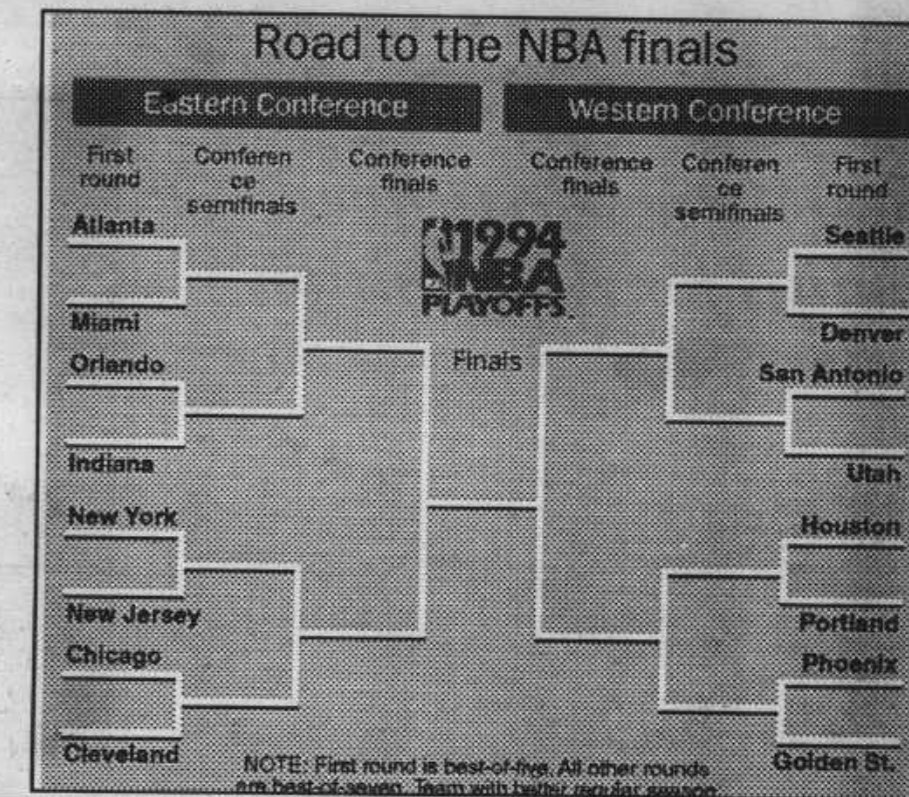 Road to the NBA finals
Eastern Conference
Western Conference
First
round
Conferen
ce
semifinals
Conference
finals
Conference
finals
Conferen
ce
semifinals
First
round
1994
NBA
PLAYOFFS
Finals
Atlanta
Miami
Orlando
Indiana
New York
New Jersey
Chicago
Cleveland
Seattle
Denver
San Antonio
Utah
Houston
Portland
Phoenix
Golden St.
NOTE: First round is best-of-five. All other rounds
are best-of-seven. Team with better regular season